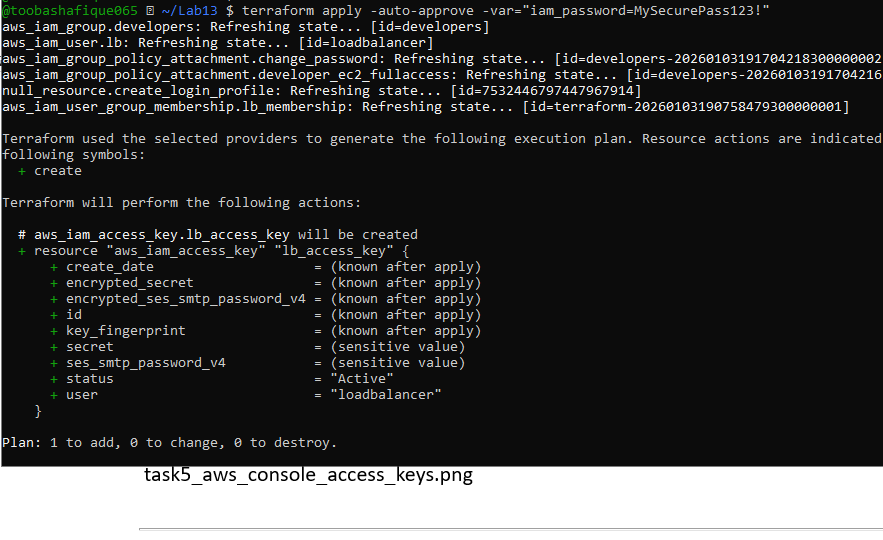 @toobashafique065 ~/Lab13 $ terraform apply -auto-approve -var="iam_password=MySecurePass123!"
aws_iam_group.developers: Refreshing state... [id=developers]
aws_iam_user.lb: Refreshing state... [id=loadbalancer]
aws_iam_group_policy_attachment.change_password: Refreshing state... [id=developers-20260103191704218300000002
aws_iam_group_policy_attachment.developer_ec2_fullaccess: Refreshing state... [id=developers-20260103191704216
null_resource.create_login_profile: Refreshing state... [id=7532446797447967914]
aws_iam_user_group_membership.lb_membership: Refreshing state... [id=terraform-20260103190758479300000001]
Terraform used the selected providers to generate the following execution plan. Resource actions are indicated
following symbols:
+ create
Terraform will perform the following actions:
# aws_iam_access_key.lb_access_key will be created
+ resource "aws_iam_access_key" "lb_access_key" {
+ create_date = (known after apply)
+ encrypted_secret = (known after apply)
+ encrypted_ses_smtp_password_v4 = (known after apply)
+ id = (known after apply)
+ key_fingerprint = (known after apply)
+ secret = (sensitive value)
+ ses_smtp_password_v4 = (sensitive value)
+ status = "Active"
+ user = "loadbalancer"
}
Plan: 1 to add, 0 to change, 0 to destroy.
task5_aws_console_access_keys.png